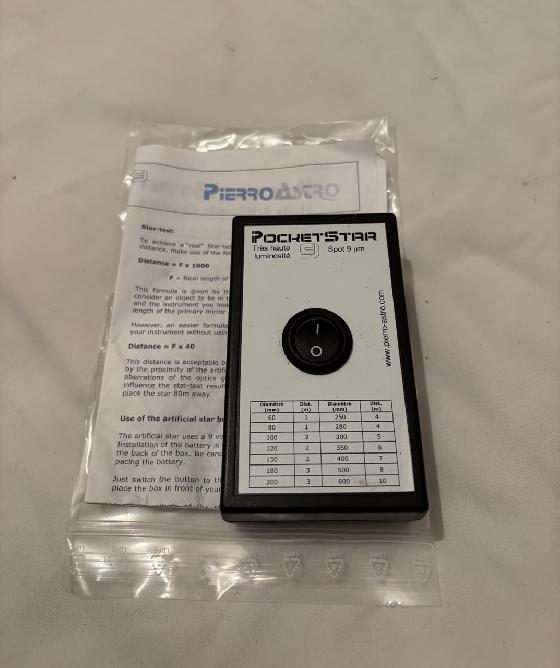 PIERROASTRO
Star-test:
To achieve a "real" Star-tes
distance, make use of the fol
Distance = F x 1000
F = focal length of
This formula is given by th
consider an object to be in t
and the instrument you
length of the primary mirror
However, an easier formula
your instrument without usin
Distance = F x 40
This distance is acceptable b
by the proximity of the artifi
aberrations of the optics
influence the star-test resul
place the star 80m away
Use of the artificial star b
The artificial star uses a 9 vo
Installation of the battery is
the back of the box. Be care
pacing the battery.
Just switch the button to th
place the box in front of your
POCKETSTAR
Très haute
luminosité
9
Spot 9 µm
www.pierro-astro.com
I
O
Diamètre (mm) Dist. (m) Diamètre (mm) Dist. (m)
60 1 250 4
80 1 280 4
100 2 300 5
120 2 350 6
150 2 400 7
180 3 500 8
200 3 600 10